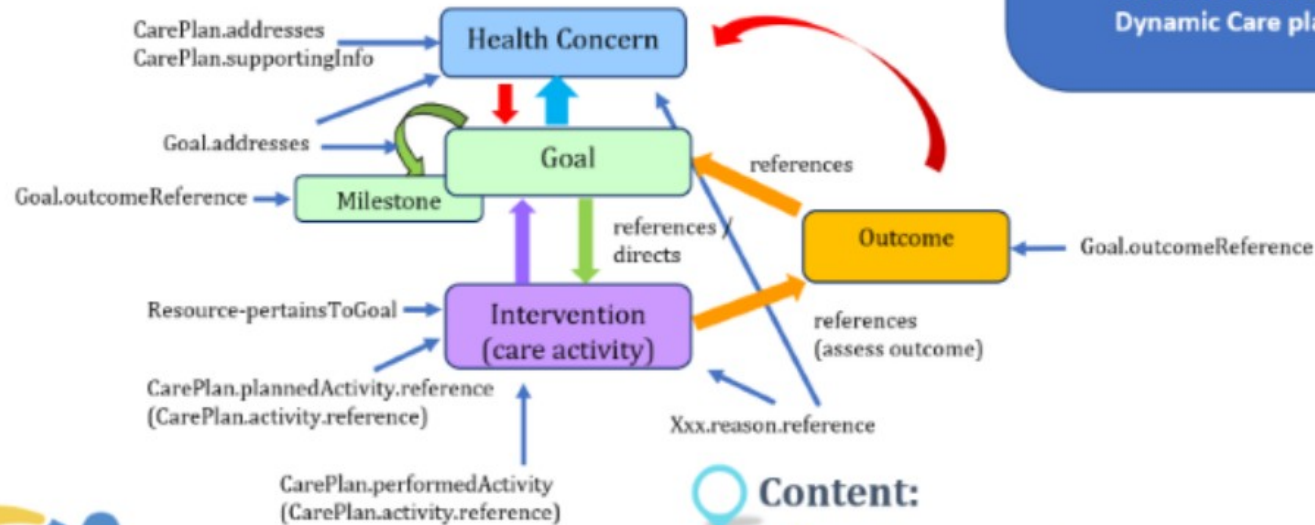 Dynamic Care pla
CarePlan.addresses
CarePlan.supportingInfo
Health Concern
Goal.addresses
Goal
references
Goal.outcomeReference
Milestone
references /
directs
Outcome
Goal.outcomeReference
Resource-pertainsToGoal
Intervention
(care activity)
references
(assess outcome)
CarePlan.plannedActivity.reference
(CarePlan.activity.reference)
Xxx.reason.reference
CarePlan.performedActivity
(CarePlan.activity.reference)
Content: